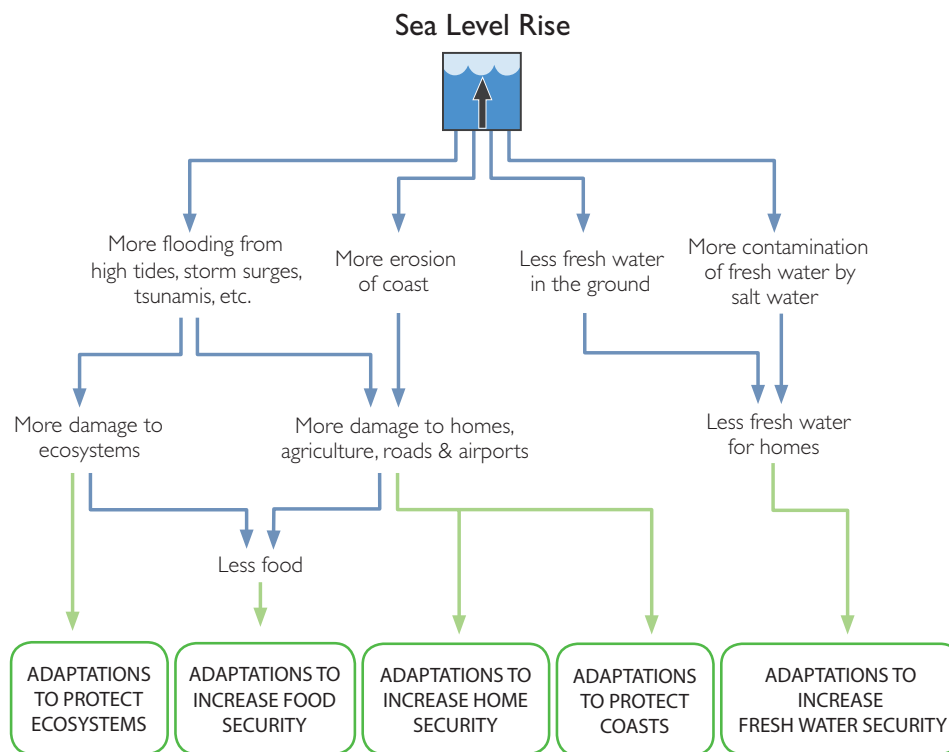 Sea Level Rise
More flooding from
high tides, storm surges,
tsunamis, etc.
More erosion
of coast
Less fresh water
in the ground
More contamination
of fresh water by
salt water
More damage to
ecosystems
More damage to homes,
agriculture, roads & airports
Less fresh water
for homes
Less food
ADAPTATIONS
TO PROTECT
ECOSYSTEMS
ADAPTATIONS TO
INCREASE FOOD
SECURITY
ADAPTATIONS TO
INCREASE HOME
SECURITY
ADAPTATIONS
TO PROTECT
COASTS
ADAPTATIONS TO
INCREASE
FRESH WATER SECURITY